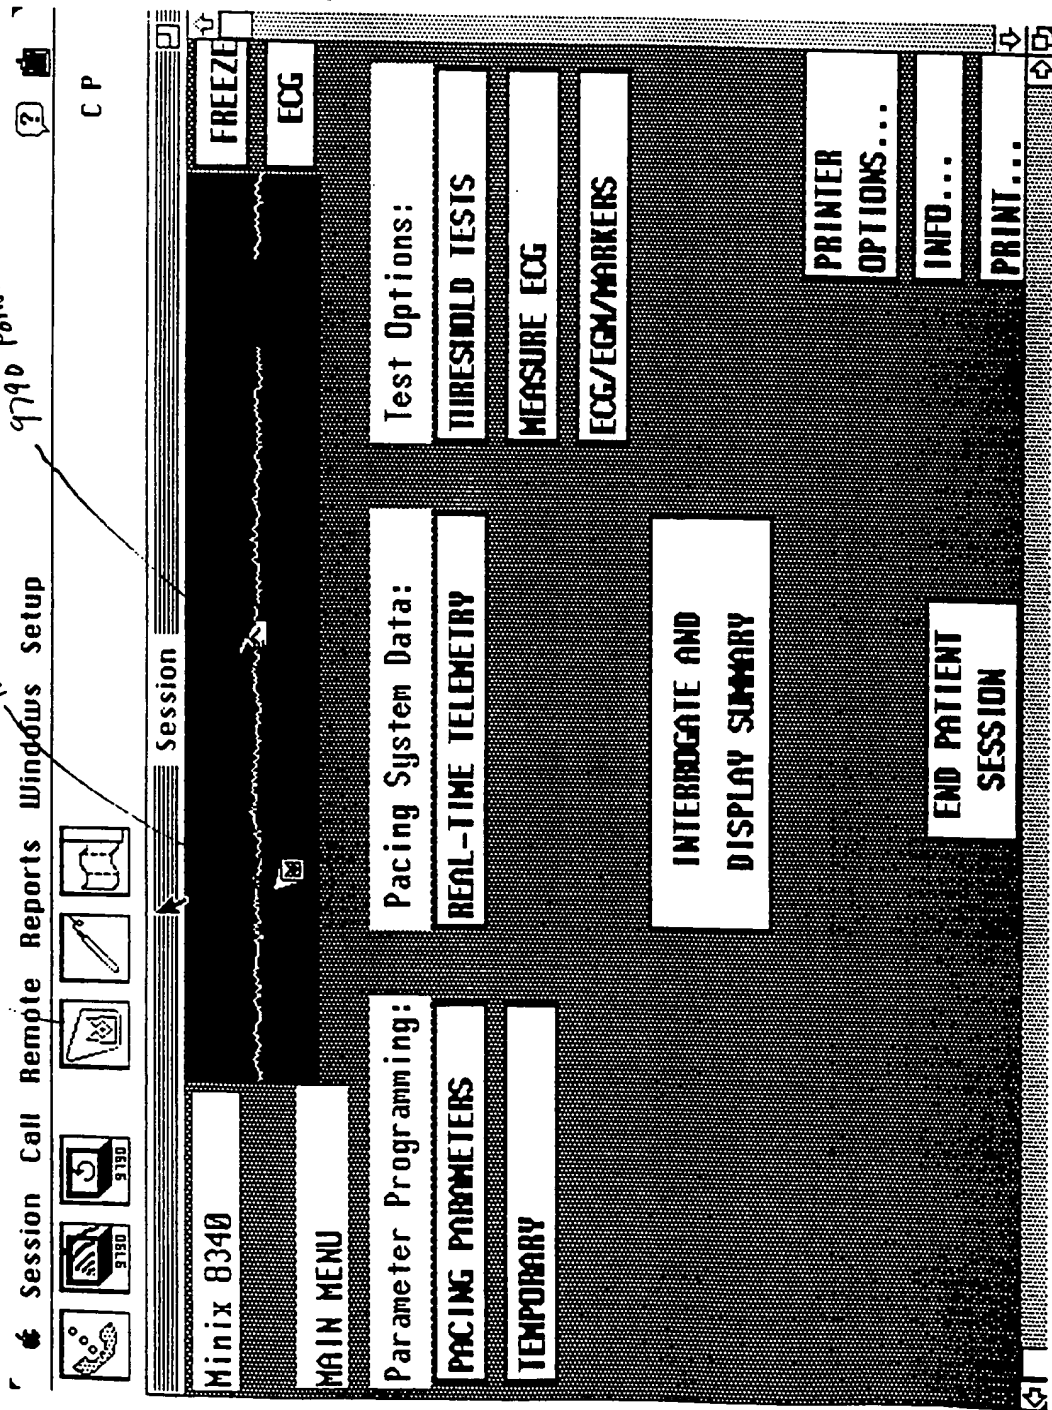 9790
Session Call Remote Reports Windows Setup
?
C P
9790
9790
Session
Minix 8340
FREEZE
MAIN MENU
ECG
Parameter Programming:
Pacing System Data:
Test Options:
PACING PARAMETERS
REAL-TIME TELEMETRY
THRESHOLD TESTS
TEMPORARY
MEASURE ECG
ECG/EGM/MARKERS
INTERROGATE AND
DISPLAY SUMMARY
PRINTER
OPTIONS...
INFO...
END PATIENT
SESSION
PRINT...